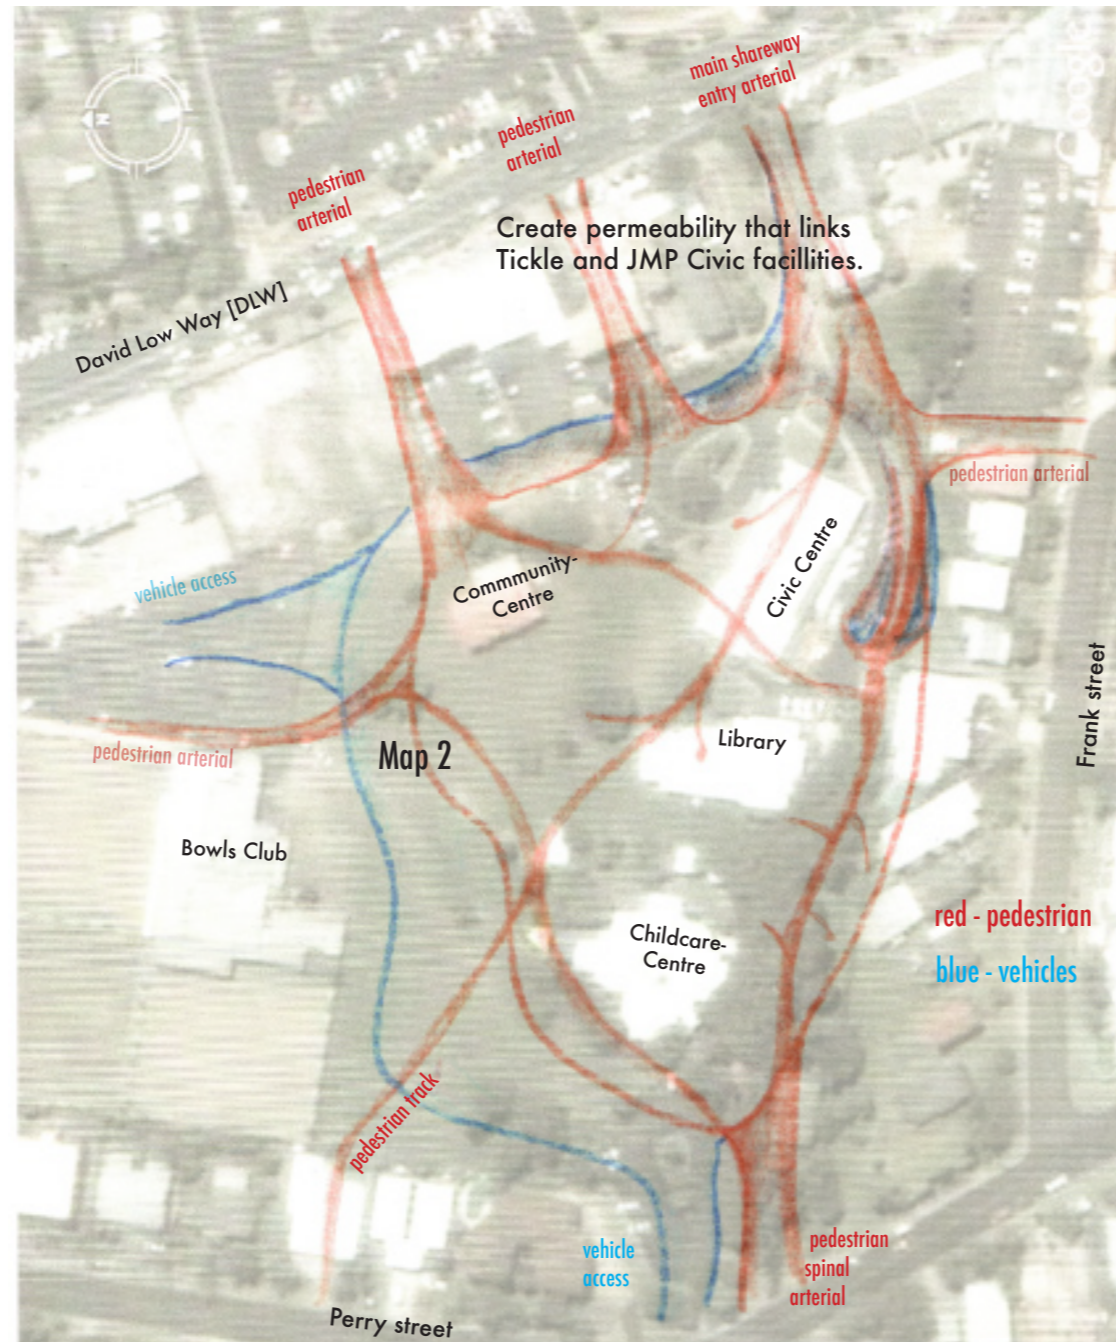 main shareway
entry arterial
pedestrian
arterial
pedestrian
arterial
N
Create permeability that links
Tickle and JMP Civic facillities.
David Low Way [DLW]
Google
pedestrian arterial
vehicle access
Commmunity-
Centre
Civic Centre
Frank street
pedestrian arterial
Map 2
Library
Bowls Club
Childcare-
Centre
red - pedestrian
blue - vehicles
pedestrian track
vehicle
access
pedestrian
spinal
arterial
Perry street